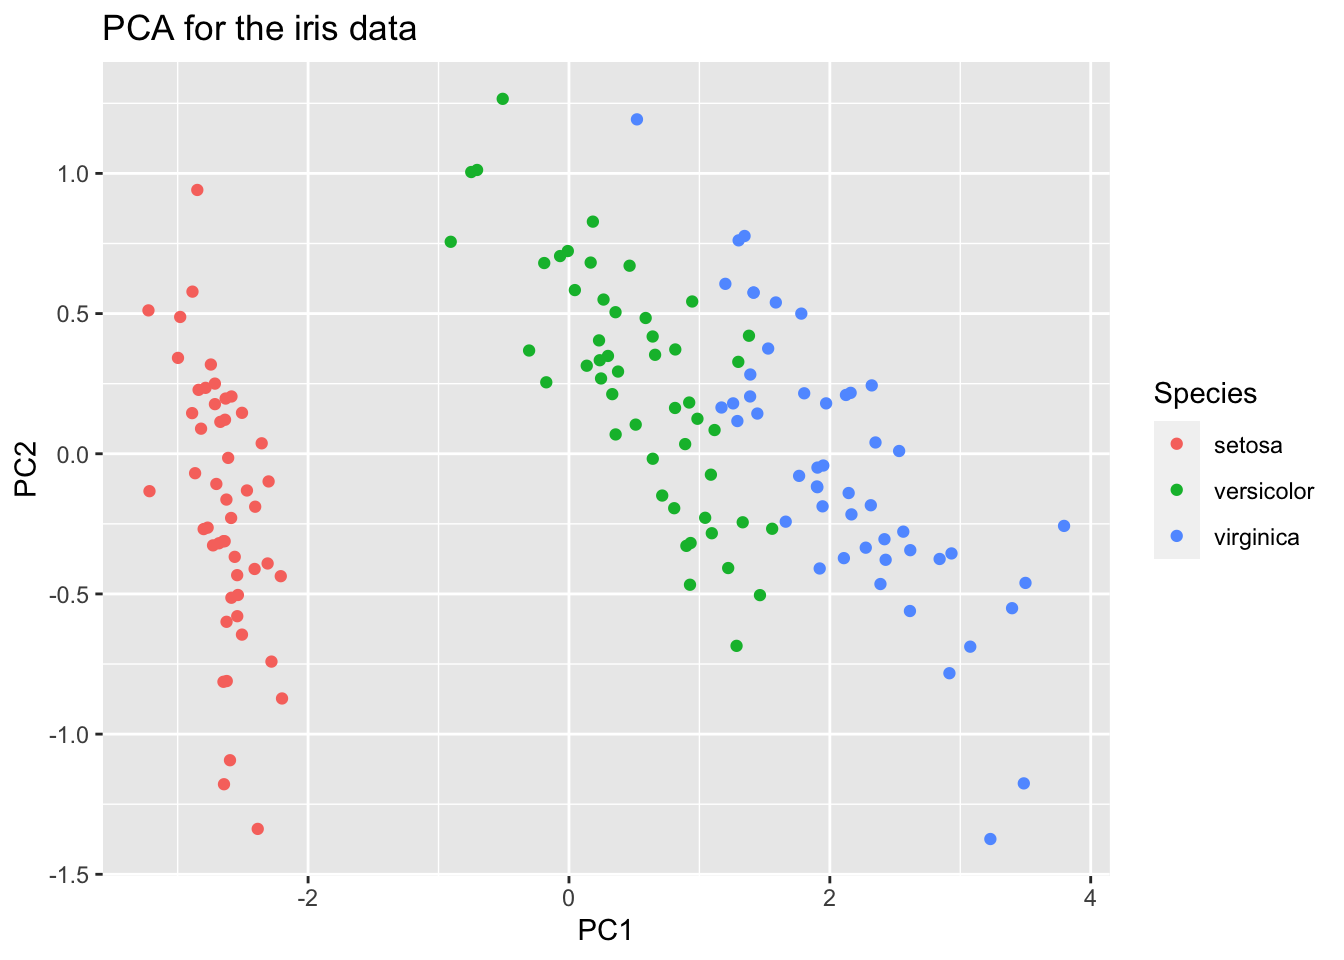 PCA for the iris data
PC2
1.0
0.5
0.0
-0.5
-1.0
-1.5
-2
0
2
4
PC1
Species
setosa
versicolor
virginica